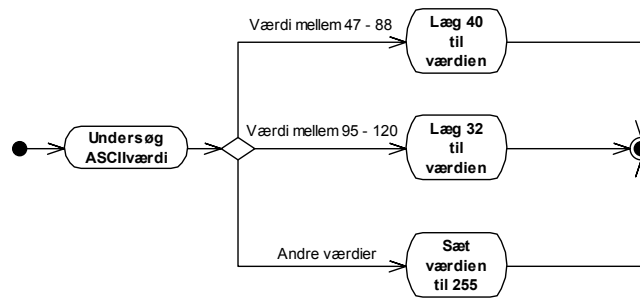 Værdi mellem 47 - 88
Læg 40
til
værdien
Undersøg
ASCIIværdi
Værdi mellem 95 - 120
Læg 32
til
værdien
Andre værdier
Sæt
værdien
til 255